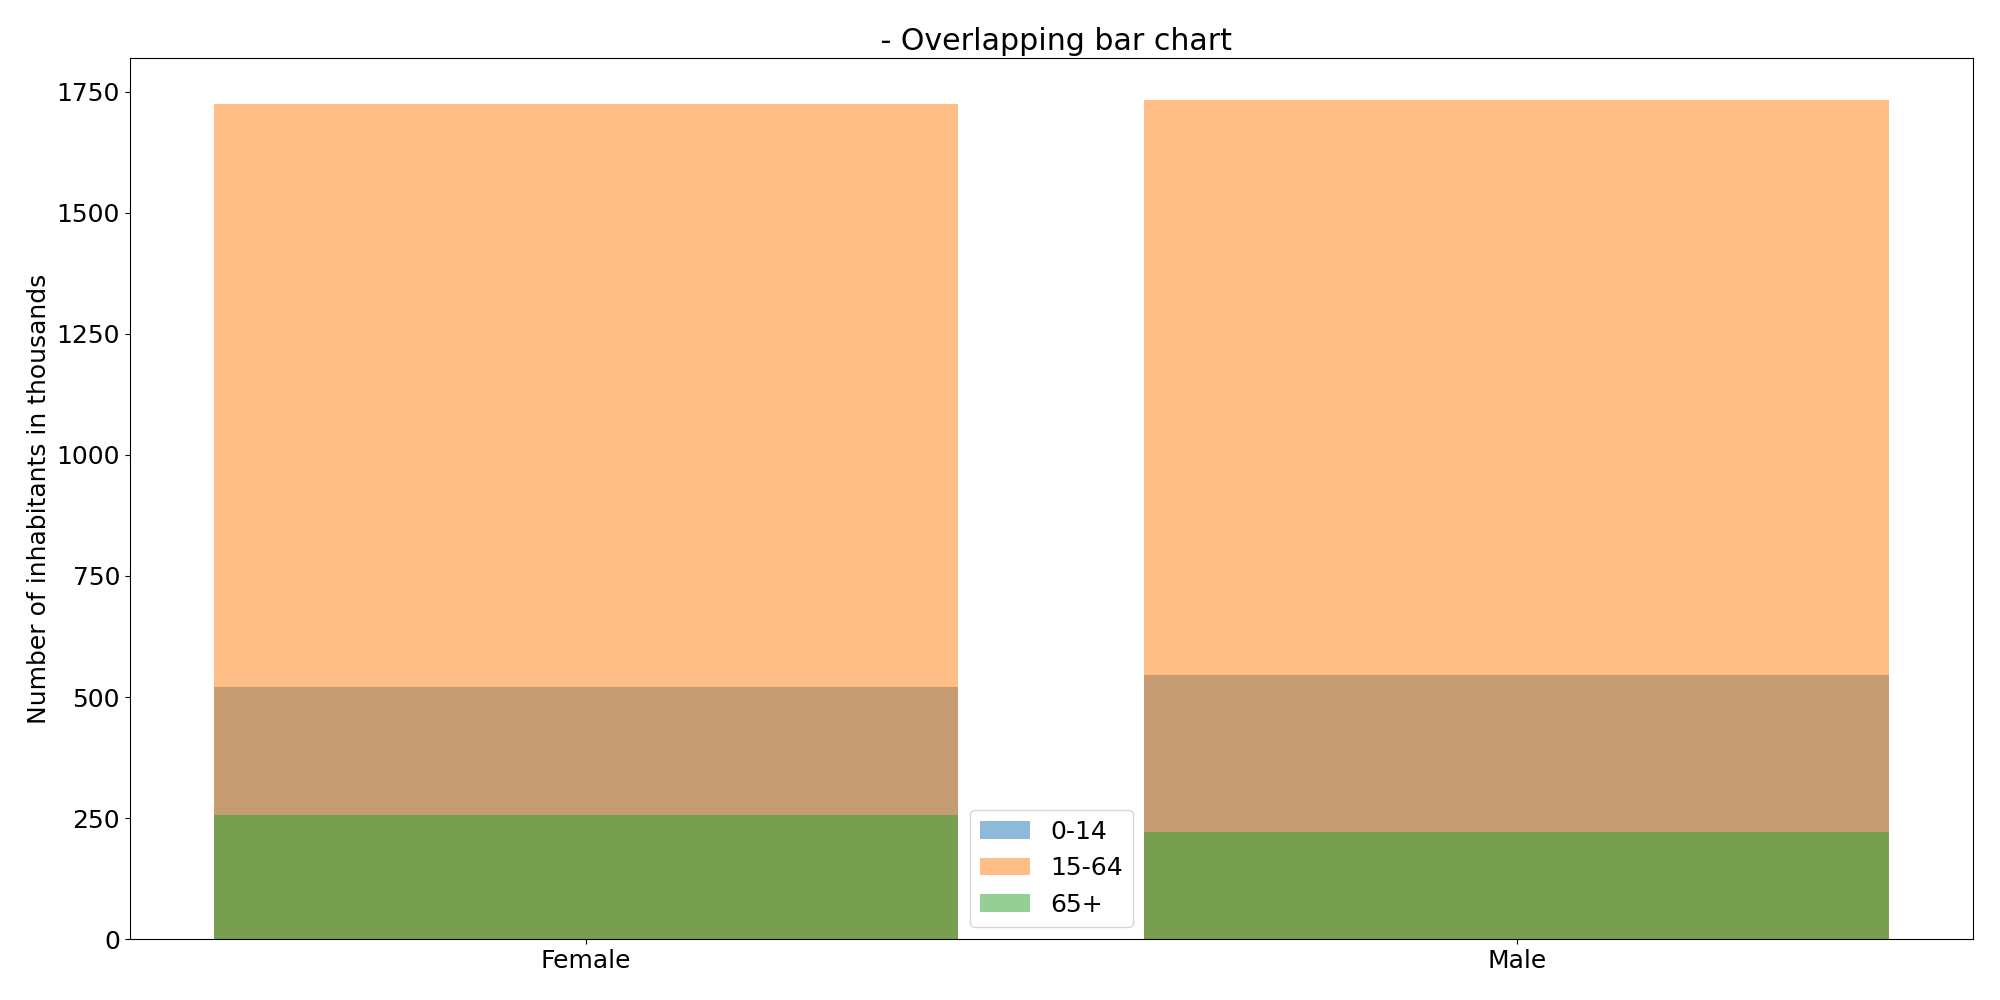 - Overlapping bar chart
Number of inhabitants in thousands
1750
1500
1250
1000
750
500
250
0
0-14
15-64
65+
Female
Male